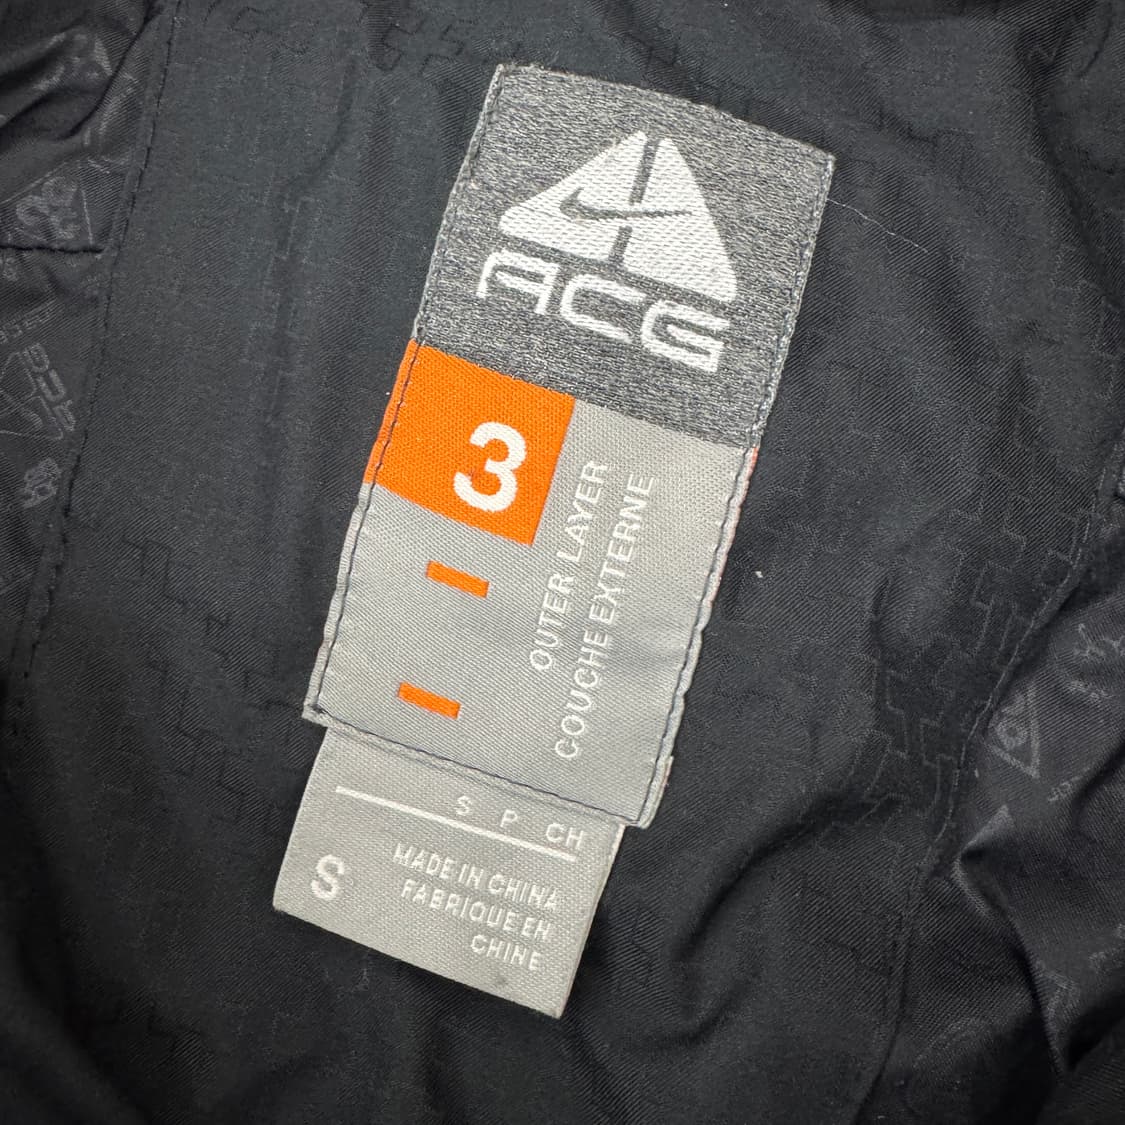 ACG
3
OUTER LAYER
COUCHE EXTERNE
S P CH
S
MADE IN CHINA
FABRIQUE EN
CHINE